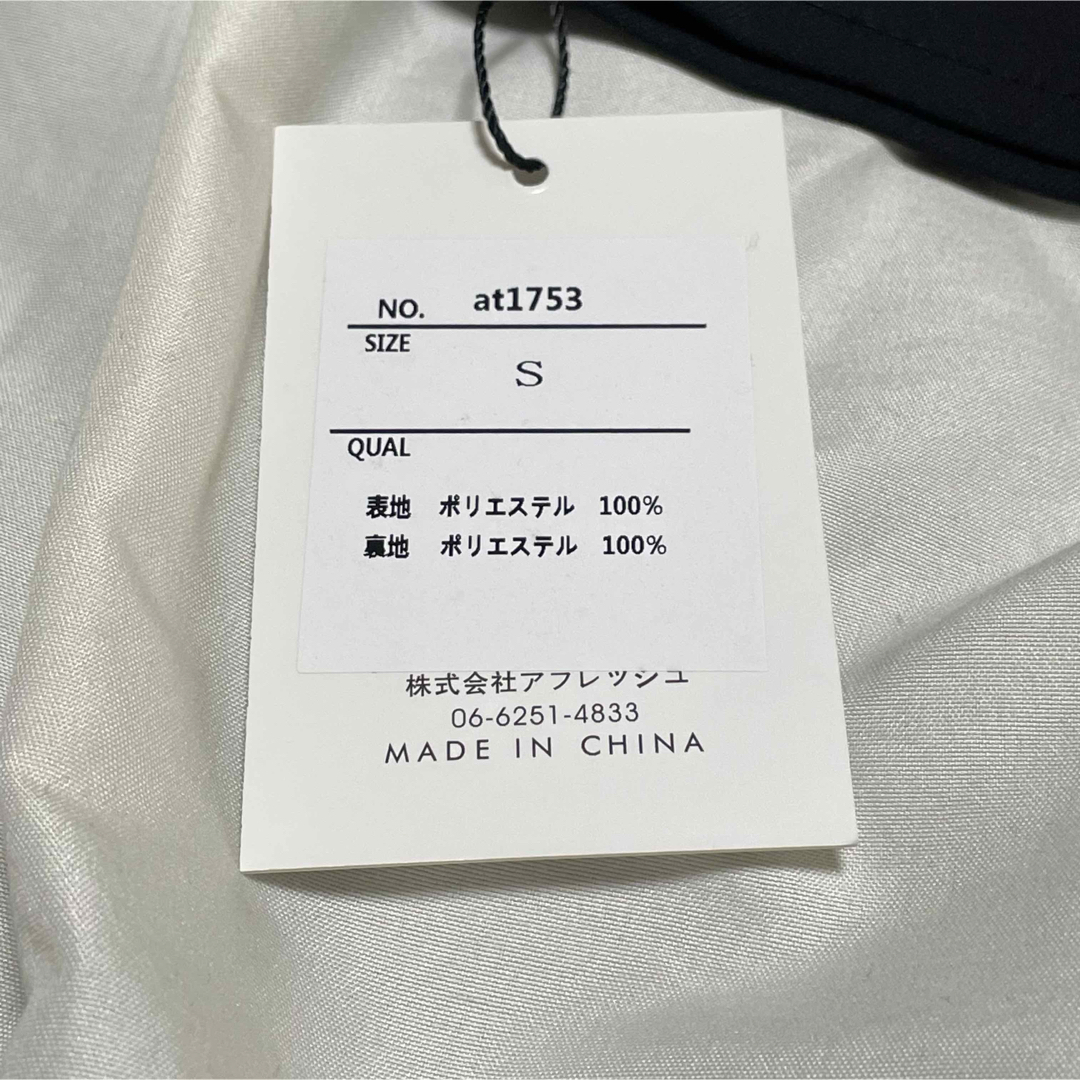 NO. at1753
SIZE
S
QUAL
表地 ポリエステル 100%
裏地 ポリエステル 100%
株式会社アフレッシュ
06-6251-4833
MADE IN CHINA